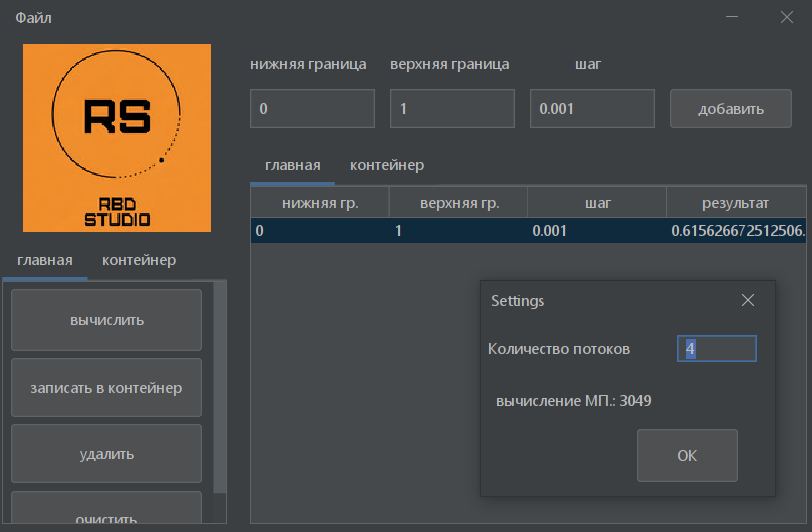 Файл
RS
RBD
STUDIO
нижняя граница верхняя граница шаг
0 1 0.001 добавить
главная контейнер
нижняя гр. верхняя гр. шаг результат
0 1 0.001 0.615626672512506.
главная контейнер
вычислить
записать в контейнер
удалить
очистить
Settings
Количество потоков 4
вычисление МП.: 3049
OK